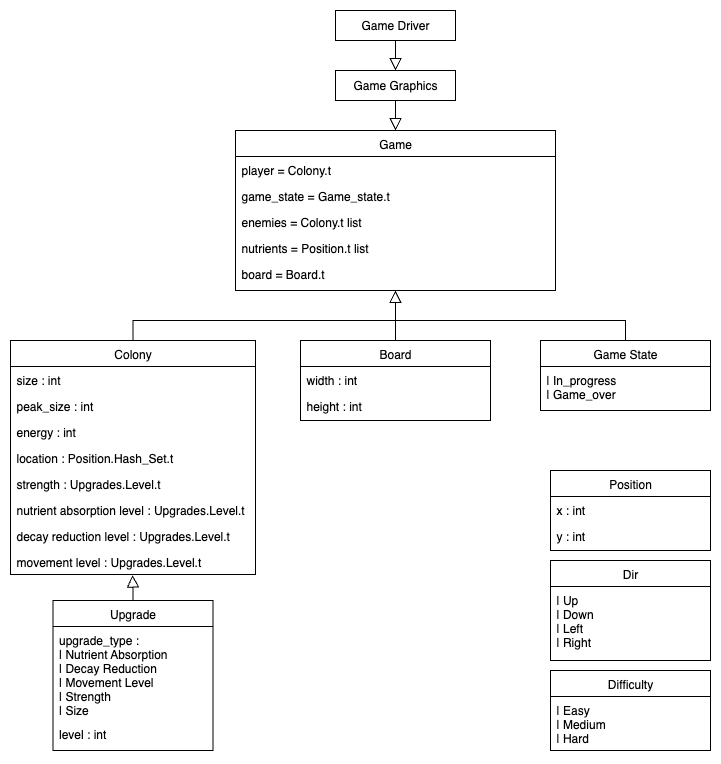 Game Driver
Game Graphics
Game
player = Colony.t
game_state = Game_state.t
enemies = Colony.t list
nutrients = Position.t list
board = Board.t
Colony
size : int
peak_size : int
energy : int
location : Position.Hash_Set.t
strength : Upgrades.Level.t
nutrient absorption level : Upgrades.Level.t
decay reduction level : Upgrades.Level.t
movement level : Upgrades.Level.t
Board
width : int
height : int
Game State
| In_progress
| Game_over
Position
x : int
y : int
Dir
| Up
| Down
| Left
| Right
Upgrade
upgrade_type :
| Nutrient Absorption
| Decay Reduction
| Movement Level
| Strength
| Size
level : int
Difficulty
| Easy
| Medium
| Hard